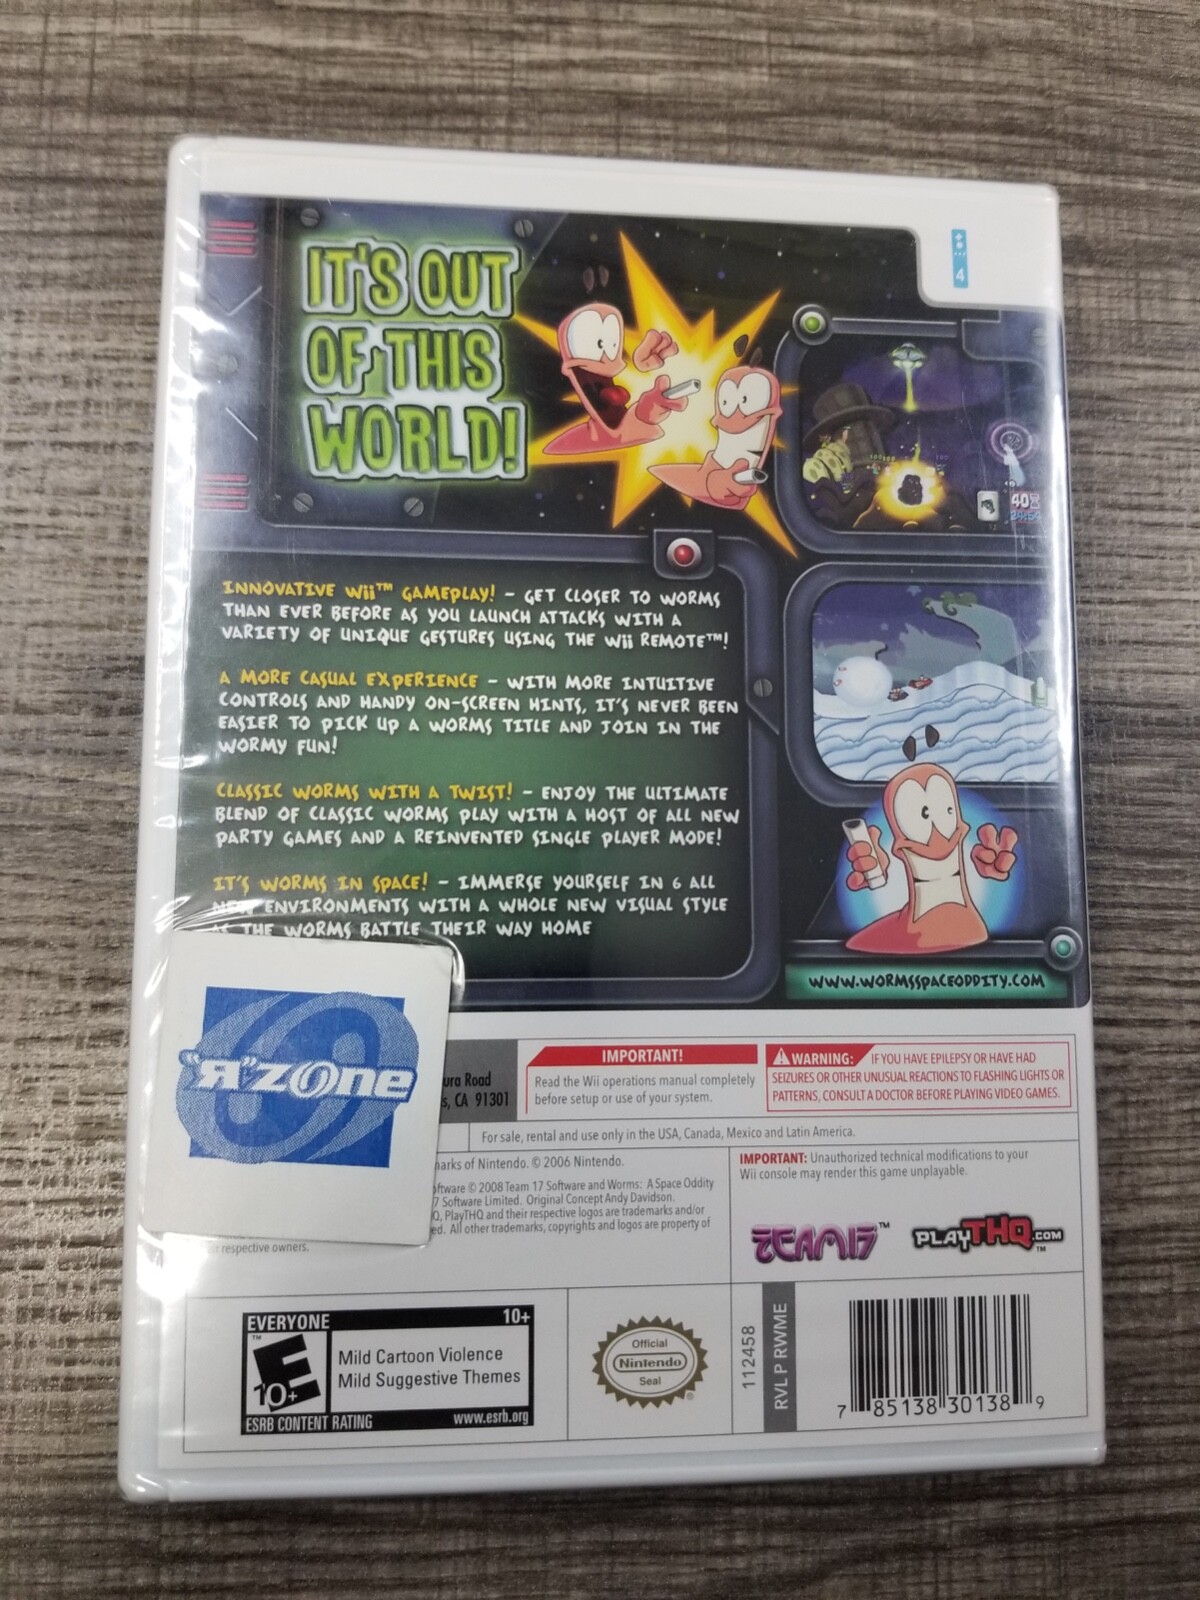 IT'S OUT
OF THIS
WORLD!
4
40
24:54
INNOVATIVE Wii™ GAMEPLAY! – GET CLOSER TO WORMS
THAN EVER BEFORE AS YOU LAUNCH ATTACKS WITH A
VARIETY OF UNIQUE GESTURES USING THE Wii REMOTE™!
A MORE CASUAL EXPERIENCE – WITH MORE INTUITIVE
CONTROLS AND HANDY ON-SCREEN HINTS, IT'S NEVER BEEN
EASIER TO PICK UP A WORMS TITLE AND JOIN IN THE
WORMY FUN!
CLASSIC WORMS WITH A TWIST! – ENJOY THE ULTIMATE
BLEND OF CLASSIC WORMS PLAY WITH A HOST OF ALL NEW
PARTY GAMES AND A REINVENTED SINGLE PLAYER MODE!
IT'S WORMS IN SPACE! – IMMERSE YOURSELF IN 6 ALL
NEW ENVIRONMENTS WITH A WHOLE NEW VISUAL STYLE
THE WORMS BATTLE THEIR WAY HOME
WWW.WORMSSPACEODDITY.COM
"Я"ZONE
Road
CA 91301
IMPORTANT!
Read the Wii operations manual completely
before setup or use of your system.
WARNING: IF YOU HAVE EPILEPSY OR HAVE HAD
SEIZURES OR OTHER UNUSUAL REACTIONS TO FLASHING LIGHTS OR
PATTERNS, CONSULT A DOCTOR BEFORE PLAYING VIDEO GAMES.
For sale, rental and use only in the USA, Canada, Mexico and Latin America.
of Nintendo. © 2006 Nintendo.
© 2008 Team 17 Software and Worms: A Space Oddity
Software Limited. Original Concept Andy Davidson.
PlayTHQ and their respective logos are trademarks and/or
All other trademarks, copyrights and logos are property of
respective owners.
IMPORTANT: Unauthorized technical modifications to your
Wii console may render this game unplayable.
TEAM17™
PLAYTHQ.COM™
EVERYONE 10+
E
10+
™
Mild Cartoon Violence
Mild Suggestive Themes
ESRB CONTENT RATING www.esrb.org
Official
Nintendo
Seal
®
112458
RVL P RWME
7 85138 30138 9